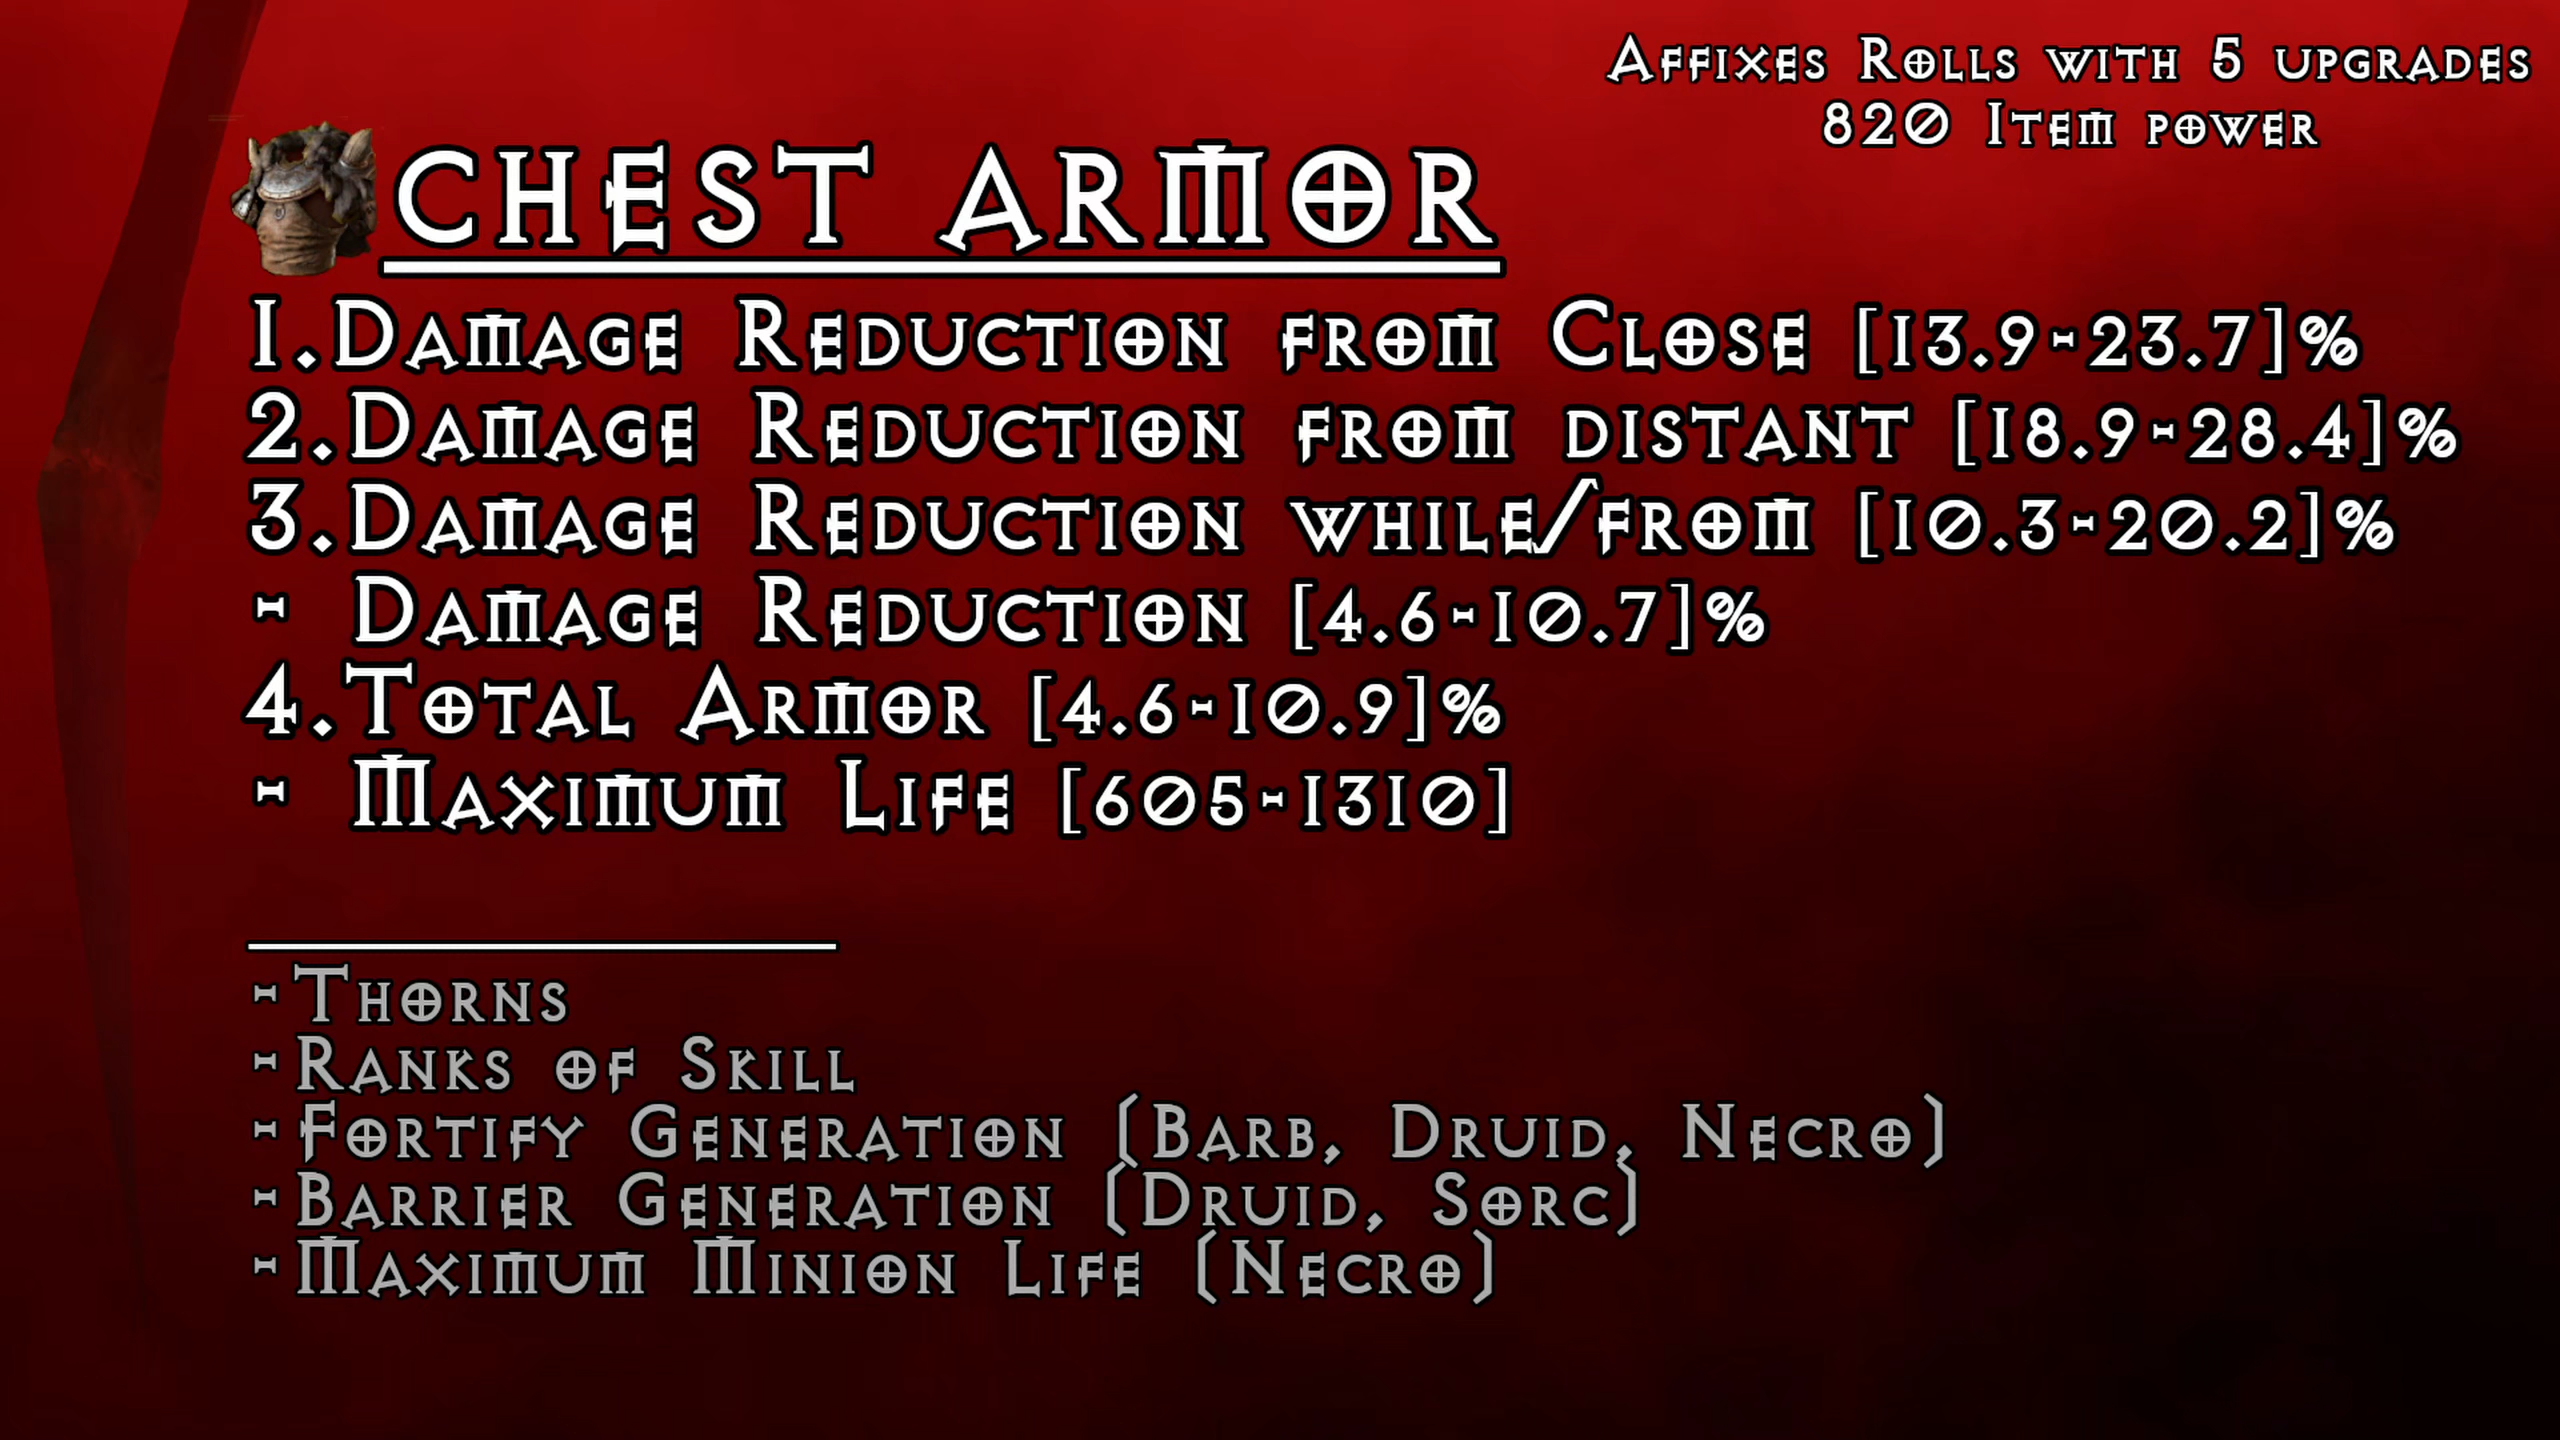 Affixes Rolls with 5 upgrades
820 Item power
CHEST ARMOR
1.Damage Reduction from Close [13.9-23.7]%
2.Damage Reduction from distant [18.9-28.4]%
3.Damage Reduction while/from [10.3-20.2]%
- Damage Reduction [4.6-10.7]%
4.Total Armor [4.6-10.9]%
- Maximum Life [605-1310]
-Thorns
-Ranks of Skill
-Fortify Generation (Barb, Druid, Necro)
-Barrier Generation (Druid, Sorc)
-Maximum Minion Life (Necro)